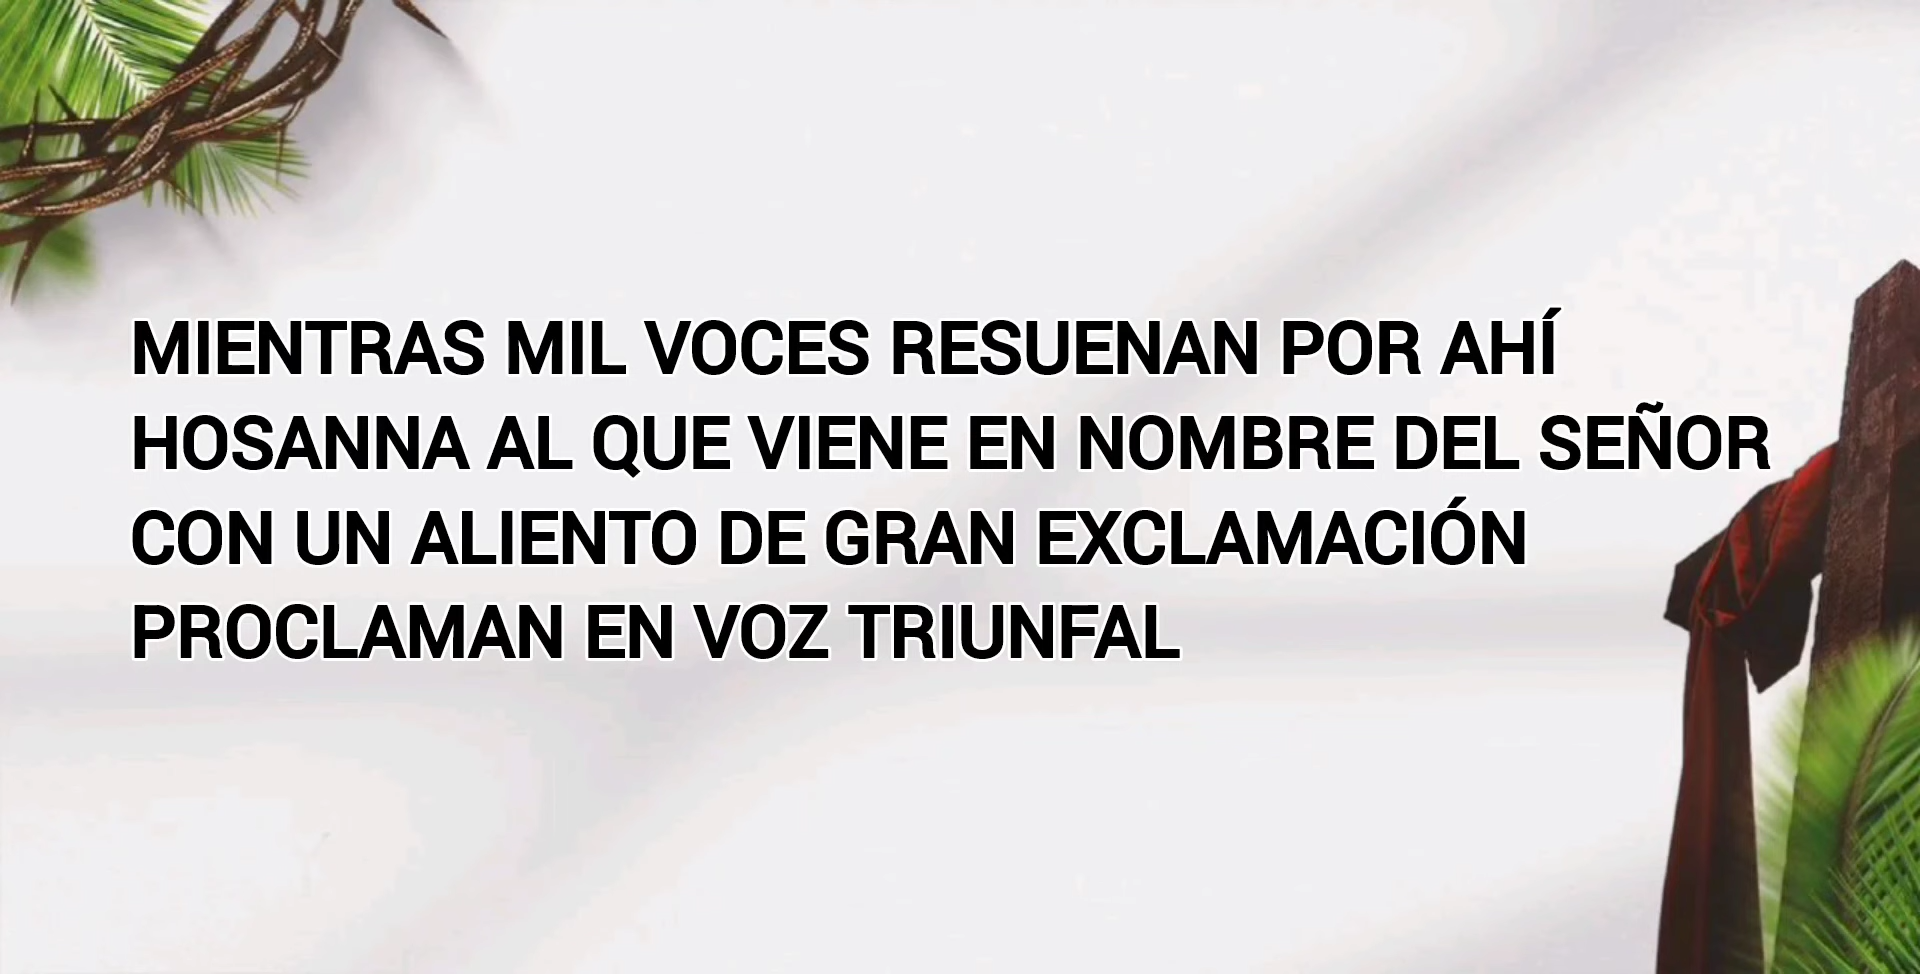 MIENTRAS MIL VOCES RESUENAN POR AHÍ
HOSANNA AL QUE VIENE EN NOMBRE DEL SEÑOR
CON UN ALIENTO DE GRAN EXCLAMACIÓN
PROCLAMAN EN VOZ TRIUNFAL